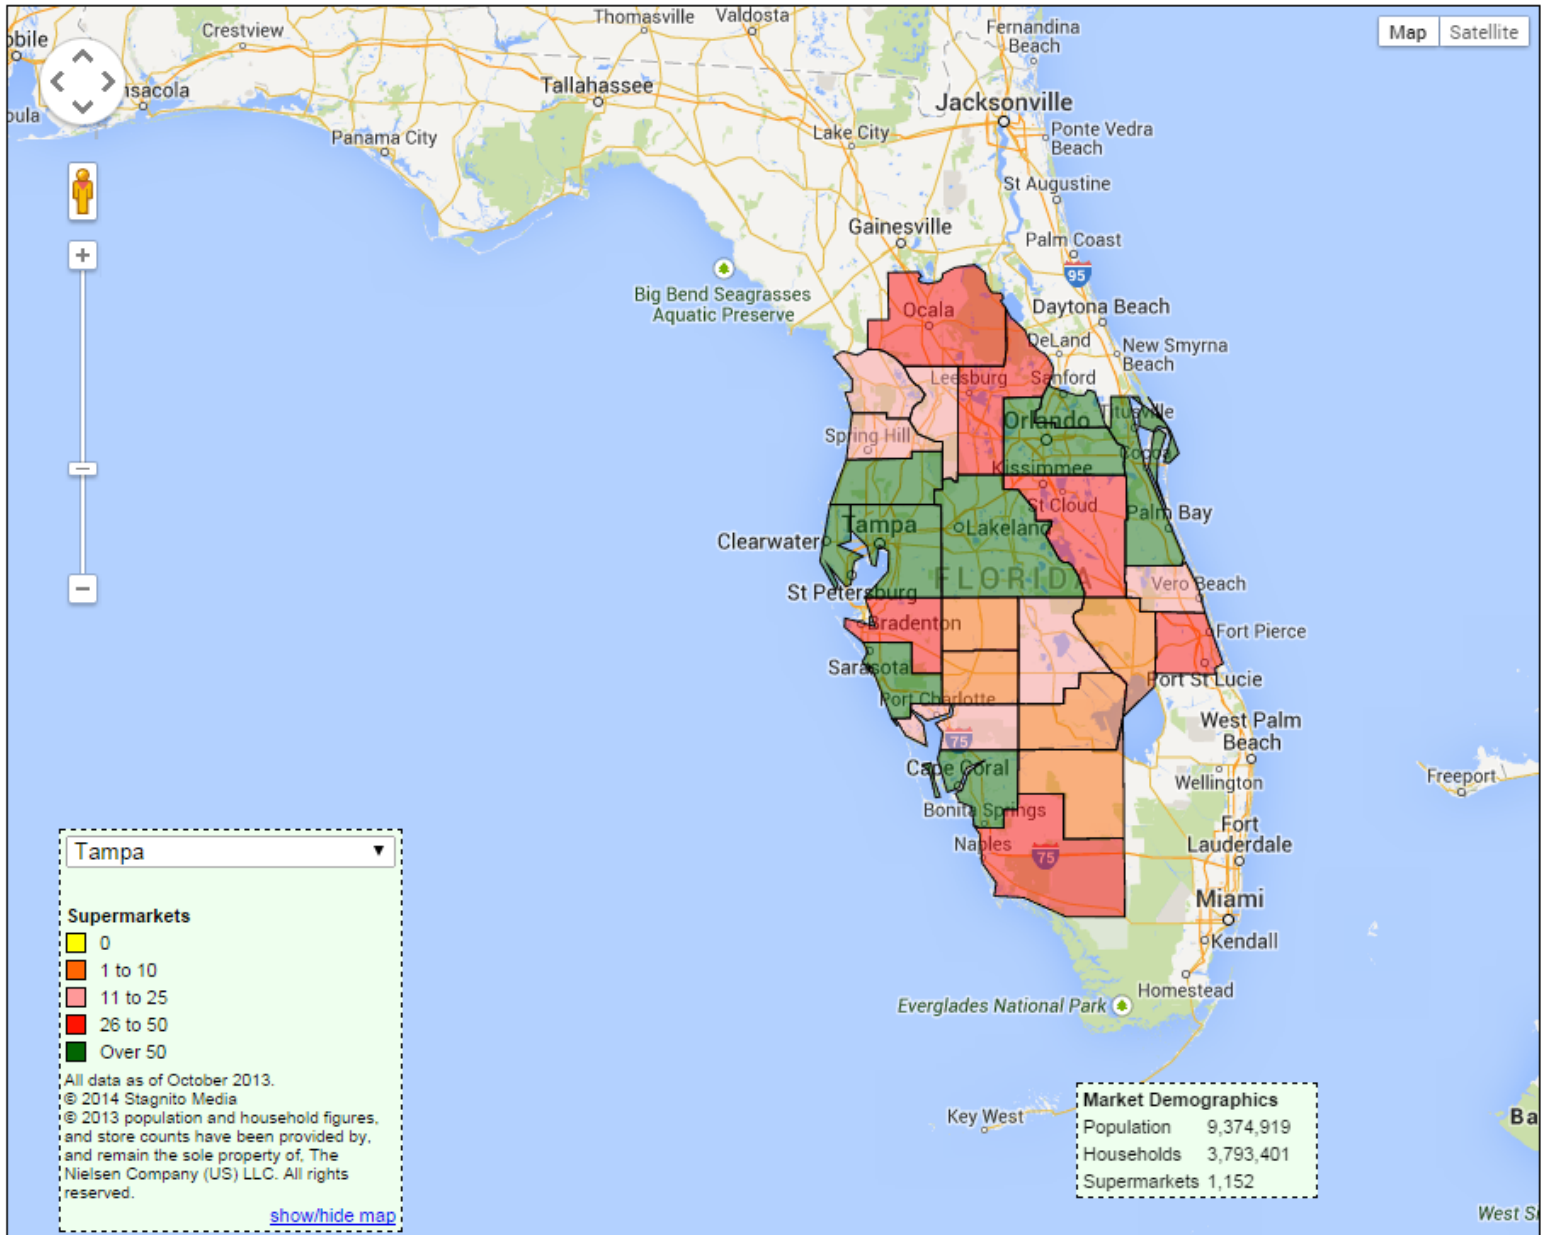 Thomasville
Valdosta
Fernandina
Beach
Map
Satellite
Crestview
Tallahassee
Jacksonville
Panama City
Lake City
Ponte Vedra
Beach
St Augustine
Gainesville
Palm Coast
95
Big Bend Seagrasses
Aquatic Preserve
Ocala
Daytona Beach
DeLand
New Smyrna
Beach
Leesburg
Sanford
Orlando
Titusville
Spring Hill
Cocoa
Kissimmee
St Cloud
Palm Bay
Tampa
Lakeland
Clearwater
FLORIDA
Vero Beach
St Petersburg
Bradenton
Fort Pierce
Sarasota
Port St Lucie
Port Charlotte
West Palm
Beach
75
Cape Coral
Wellington
Freeport
Bonita Springs
Fort
Lauderdale
Naples
75
Miami
Kendall
Homestead
Everglades National Park
Key West
Tampa
Supermarkets
0
1 to 10
11 to 25
26 to 50
Over 50
All data as of October 2013.
© 2014 Stagnito Media
© 2013 population and household figures,
and store counts have been provided by,
and remain the sole property of, The
Nielsen Company (US) LLC. All rights
reserved.
show/hide map
Market Demographics
Population 9,374,919
Households 3,793,401
Supermarkets 1,152
Ba
West S